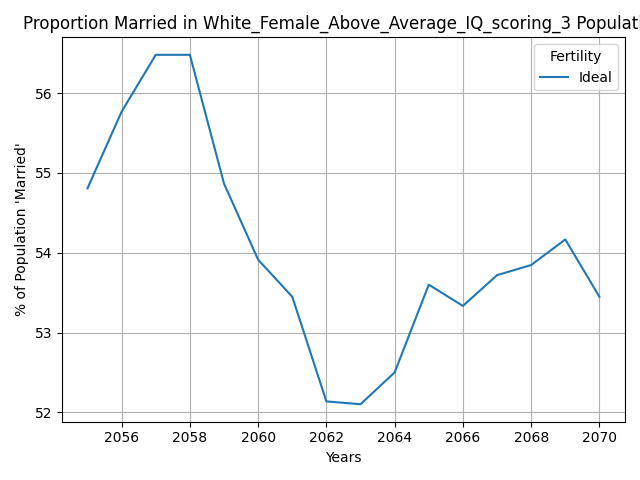 Proportion Married in White_Female_Above_Average_IQ_scoring_3 Populati
Fertility
Ideal
56
55
54
53
52
% of Population 'Married'
2056 2058 2060 2062 2064 2066 2068 2070
Years